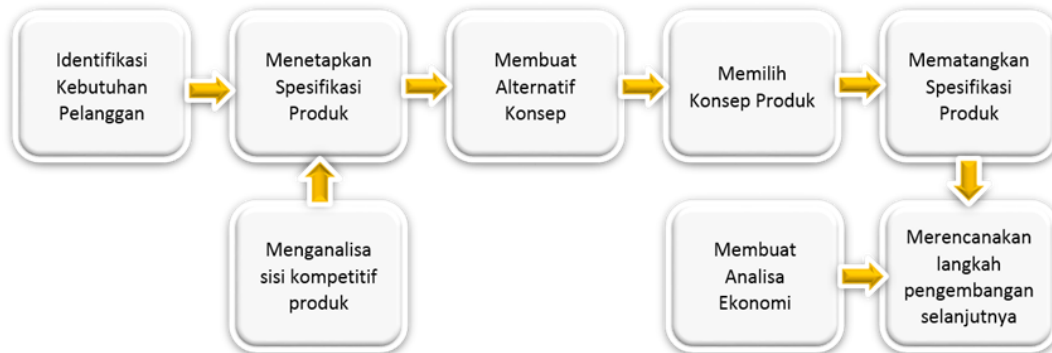 Identifikasi
Kebutuhan
Pelanggan
Menetapkan
Spesifikasi
Produk
Membuat
Alternatif
Konsep
Memilih
Konsep Produk
Mematangkan
Spesifikasi
Produk
Menganalisa
sisi kompetitif
produk
Membuat
Analisa
Ekonomi
Merencanakan
langkah
pengembangan
selanjutnya